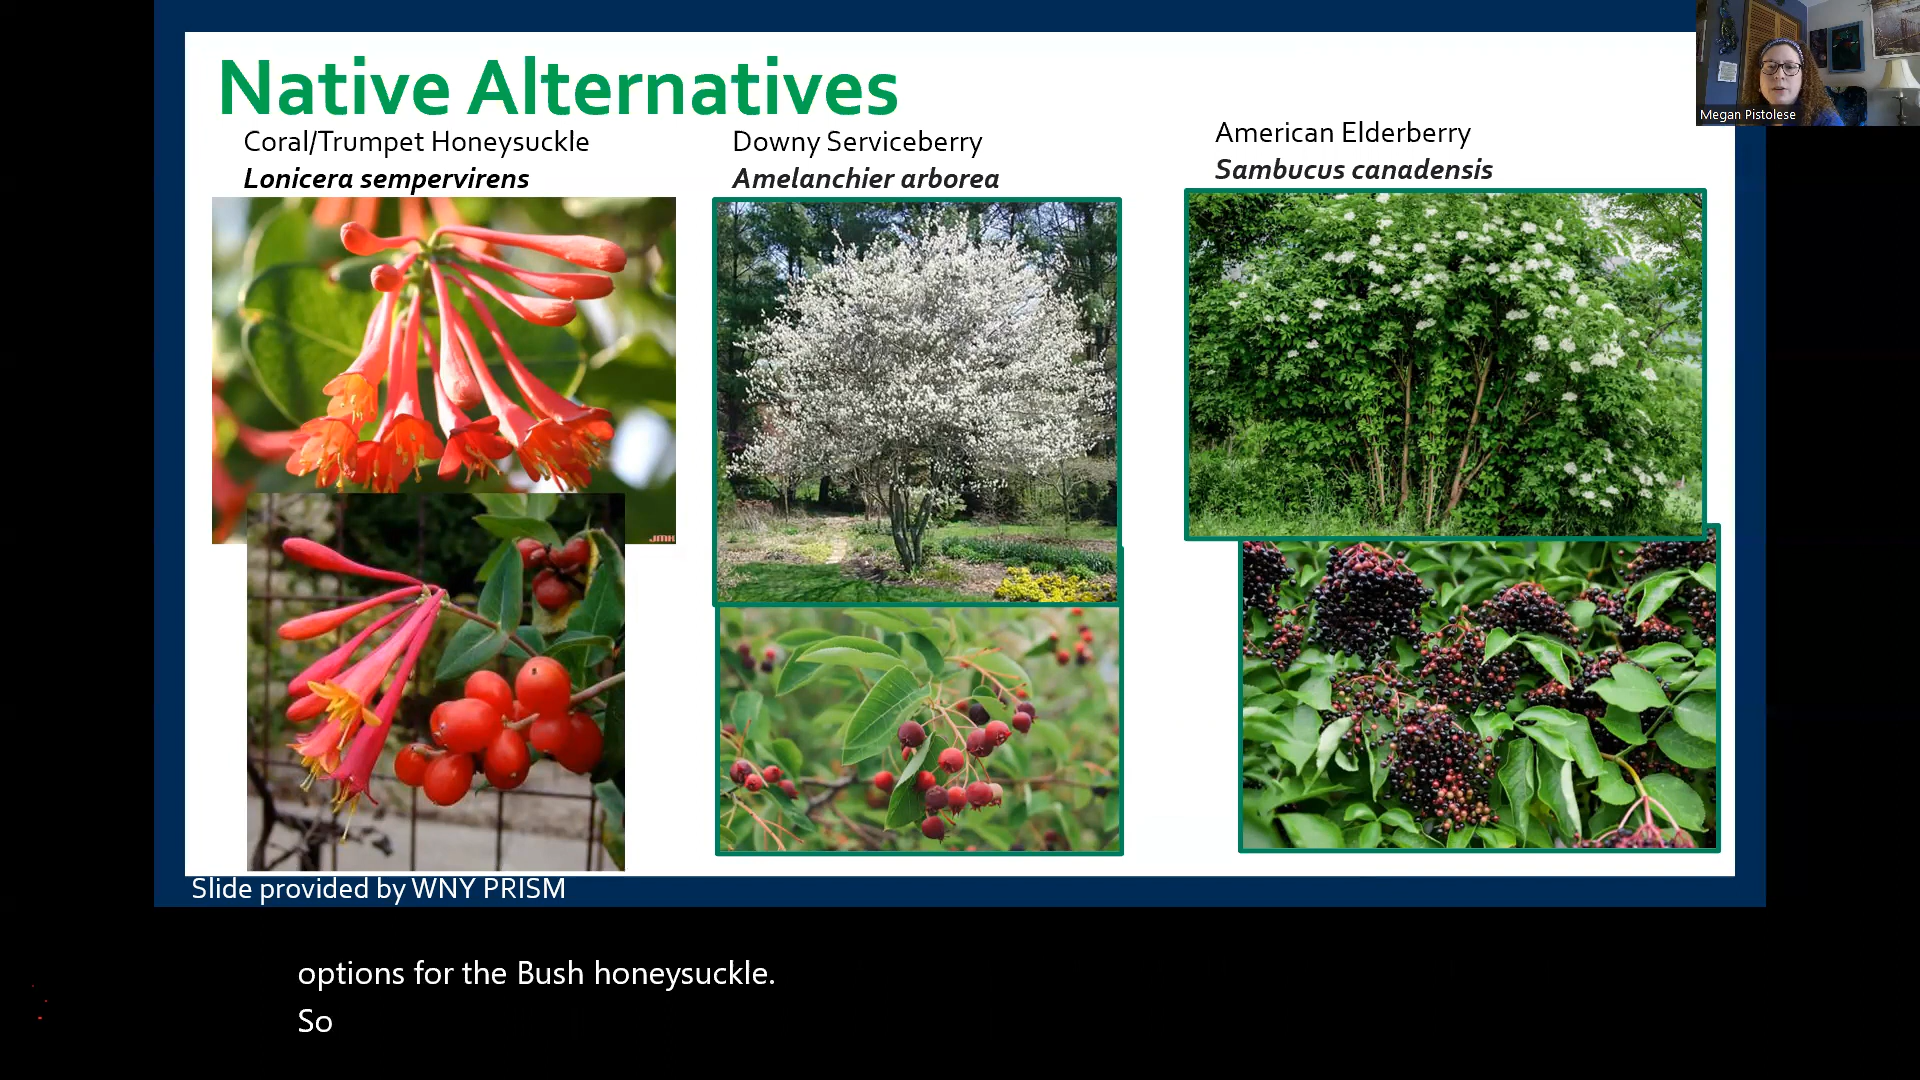 Native Alternatives
Coral/Trumpet Honeysuckle
Lonicera sempervirens
Downy Serviceberry
Amelanchier arborea
American Elderberry
Sambucus canadensis
JMH
Megan Pistolese
Slide provided by WNY PRISM
options for the Bush honeysuckle.
So